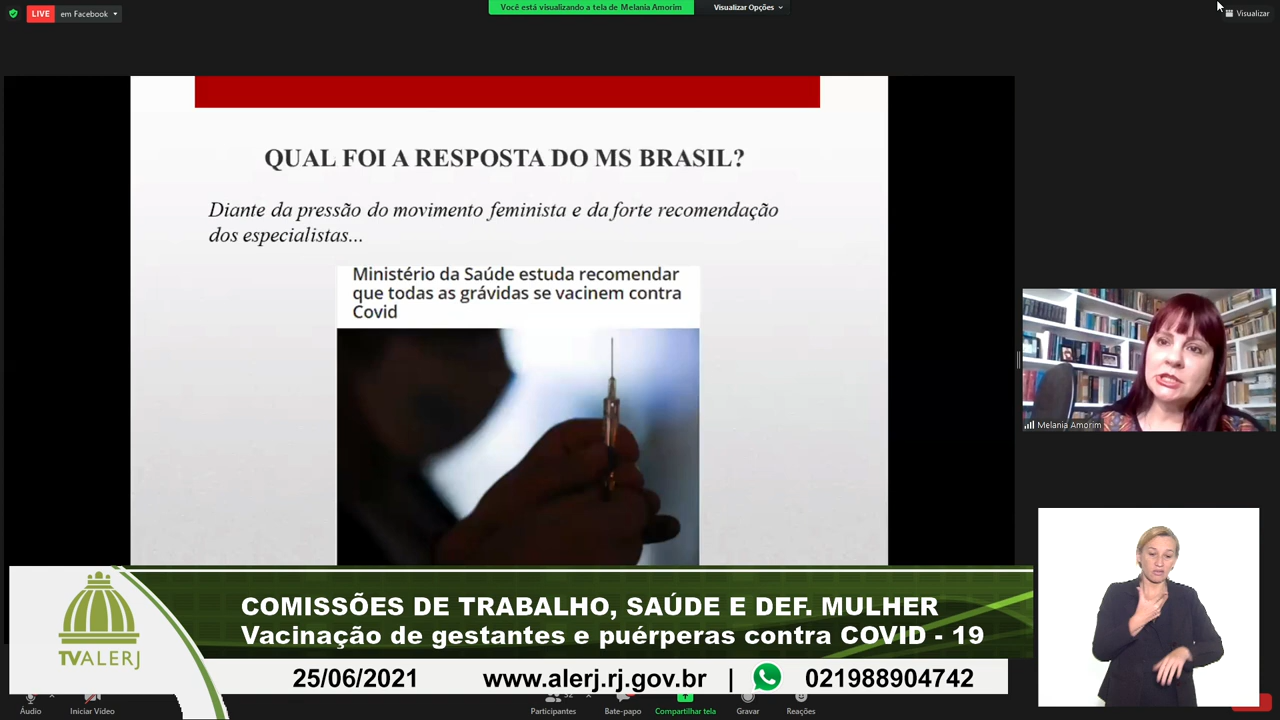 LIVE em Facebook
Você está visualizando a tela de Melania Amorim
Visualizar Opções
Visualizar
QUAL FOI A RESPOSTA DO MS BRASIL?
Diante da pressão do movimento feminista e da forte recomendação
dos especialistas...
Ministério da Saúde estuda recomendar
que todas as grávidas se vacinem contra
Covid
Melania Amorim
COMISSÕES DE TRABALHO, SAÚDE E DEF. MULHER
Vacinação de gestantes e puérperas contra COVID - 19
TVALERJ
25/06/2021 www.alerj.rj.gov.br | 021988904742
Áudio
Iniciar Vídeo
Participantes
Bate-papo
Compartilhar tela
Gravar
Reações